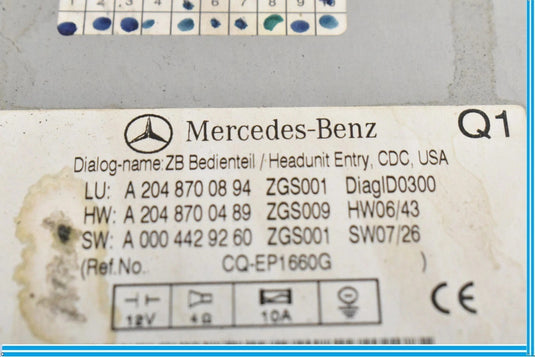 1 2 3 4 5 6 7 8 9 10
Mercedes-Benz Q1
Dialog-name: ZB Bedienteil / Headunit Entry, CDC, USA
LU: A 204 870 08 94 ZGS001 DiagID0300
HW: A 204 870 04 89 ZGS009 HW06/43
SW: A 000 442 92 60 ZGS001 SW07/26
(Ref.No. CQ-EP1660G )
12V 4Ω 10A CE